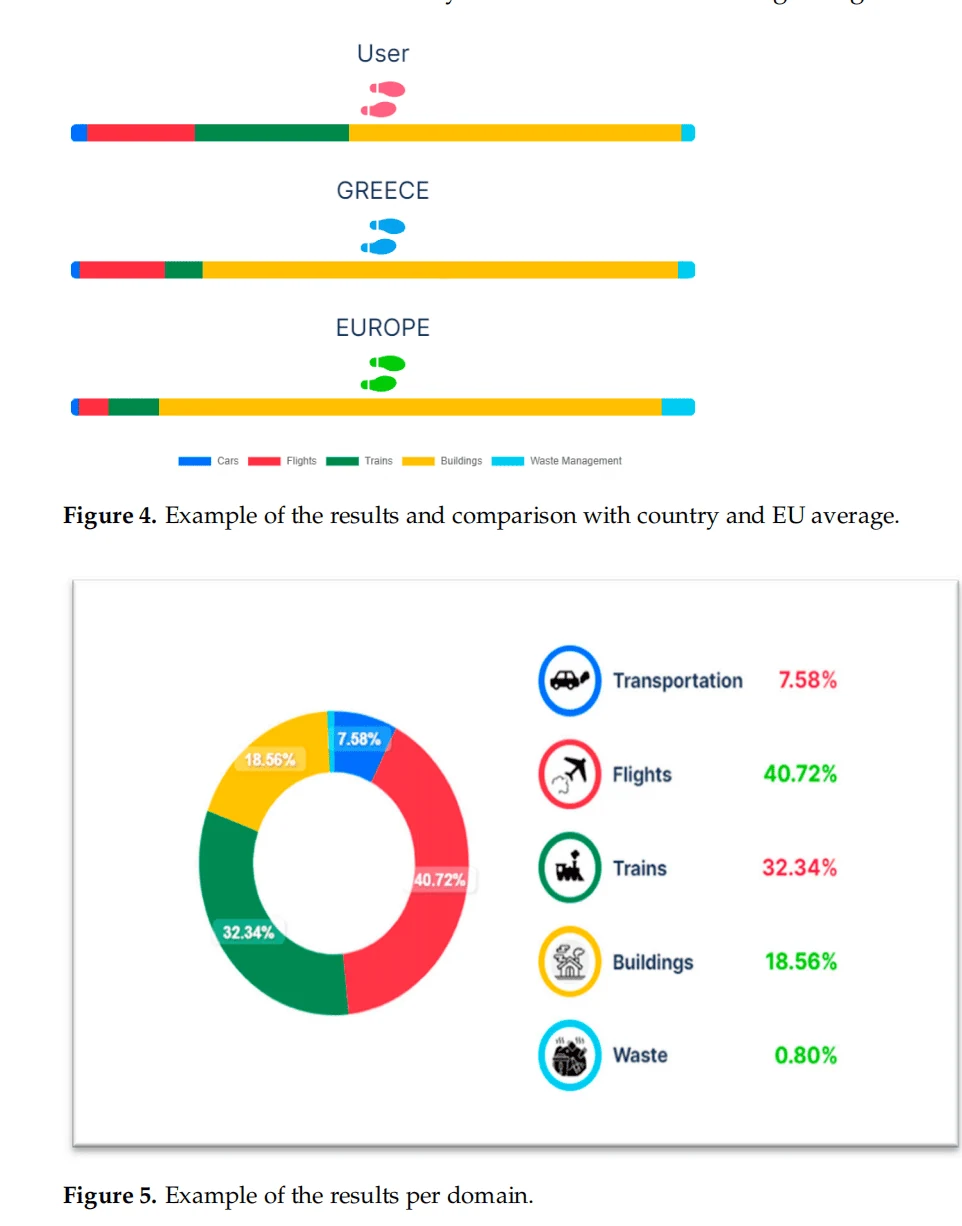 User
GREECE
EUROPE
Cars Flights Trains Buildings Waste Management
Figure 4. Example of the results and comparison with country and EU average.
7.58%
18.56%
40.72%
32.34%
Transportation 7.58%
Flights 40.72%
Trains 32.34%
Buildings 18.56%
Waste 0.80%
Figure 5. Example of the results per domain.